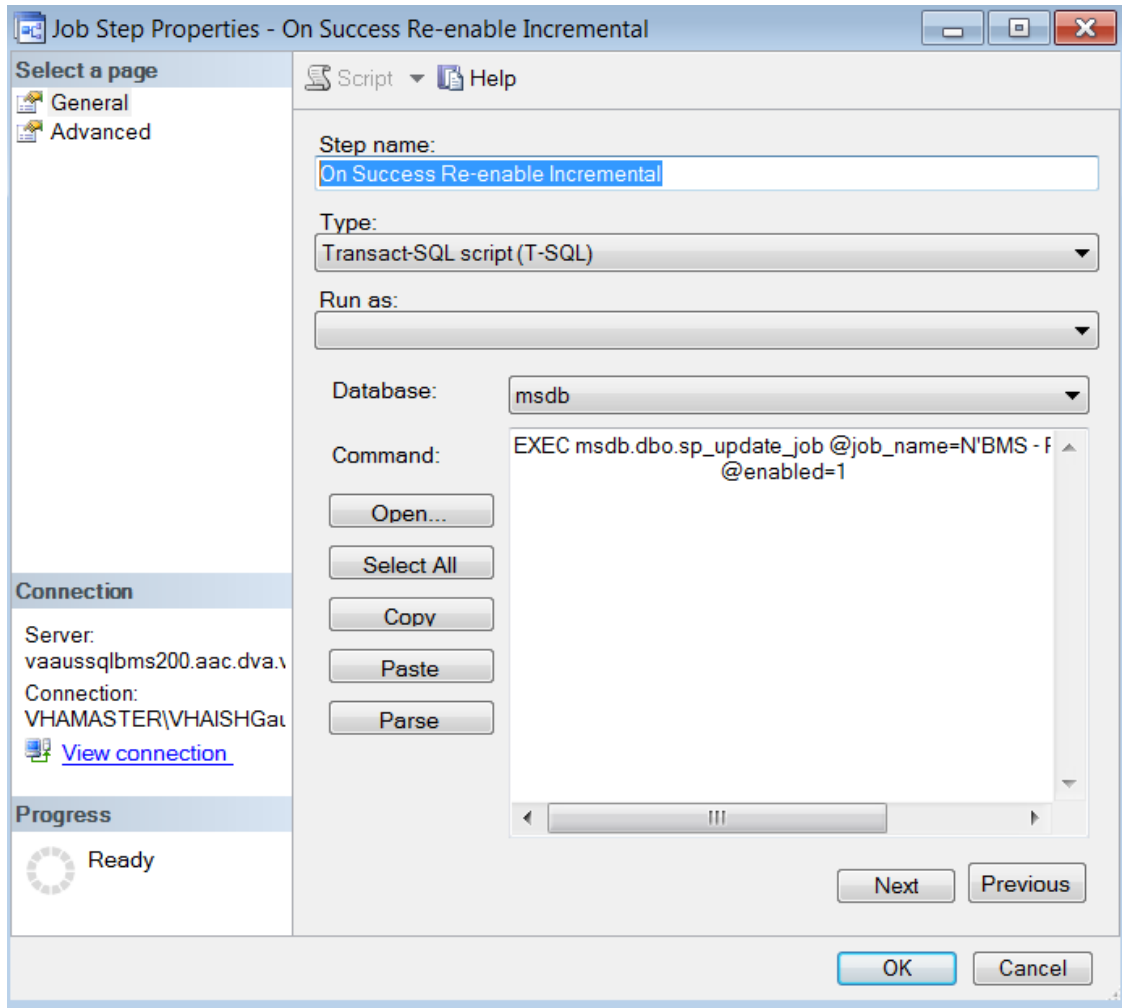 Job Step Properties - On Success Re-enable Incremental
Select a page
General
Advanced
Script
Help
Step name:
On Success Re-enable Incremental
Type:
Transact-SQL script (T-SQL)
Run as:
Database:
msdb
Command:
EXEC msdb.dbo.sp_update_job @job_name=N'BMS -
@enabled=1
Open...
Select All
Copy
Paste
Parse
Connection
Server:
vaaussqlbms200.aac.dva.v
Connection:
VHAMASTER\VHAISHGau
View connection
Progress
Ready
Next
Previous
OK
Cancel